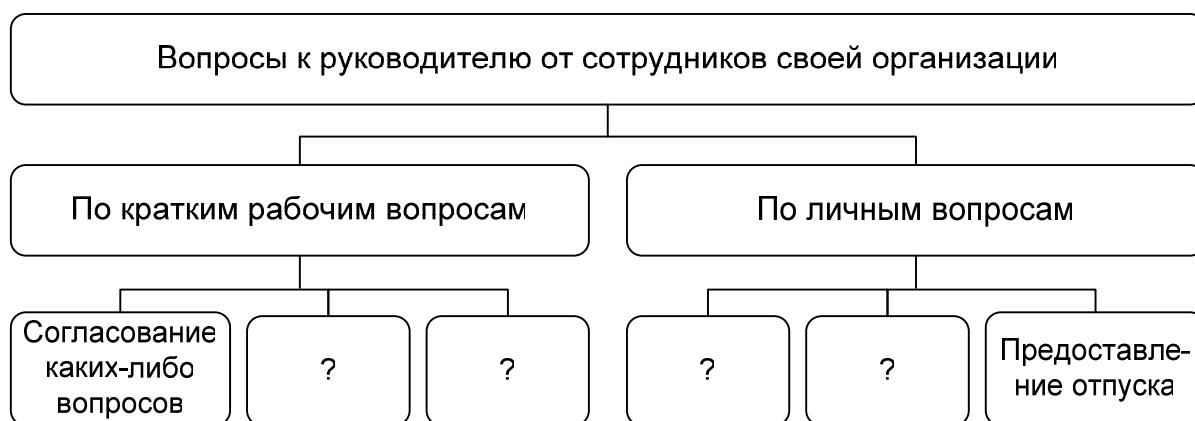 Вопросы к руководителю от сотрудников своей организации
По кратким рабочим вопросам
По личным вопросам
Согласование
каких-либо
вопросов
?
?
?
?
Предоставле-
ние отпуска